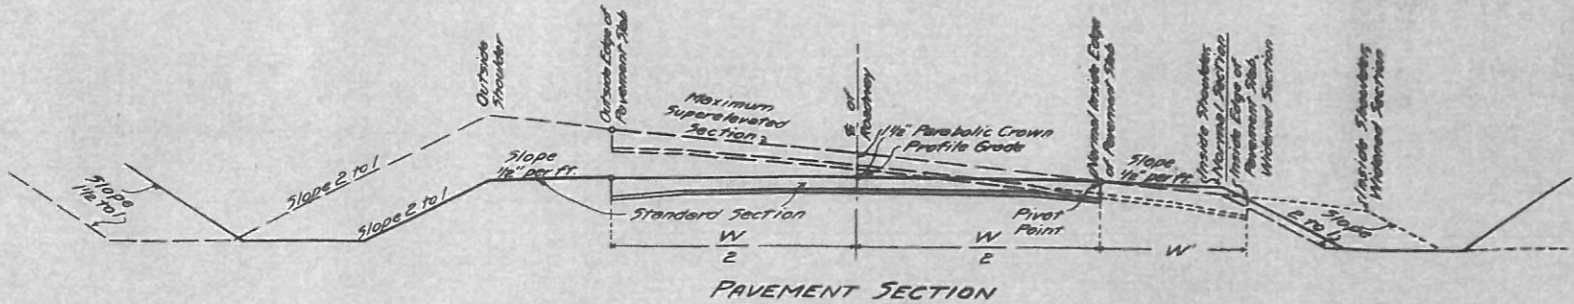 Outside
Shoulder
Outside Edge of
Pavement Slab
Maximum
Superelevated
Section
℄ of
Roadway
1½" Parabolic Crown
Profile Grade
Normal Inside Edge
of Pavement Slab
Slope
½" per ft.
Inside Shoulder,
Normal Section
Inside Edge of
Pavement Slab,
Widened Section
Inside Shoulder,
Widened Section
Slope
1½ to 1
Slope 2 to 1
Slope 2 to 1
Slope
½" per ft.
Standard Section
Pivot
Point
Slope
2 to 1
W
2
W
2
W'
PAVEMENT SECTION